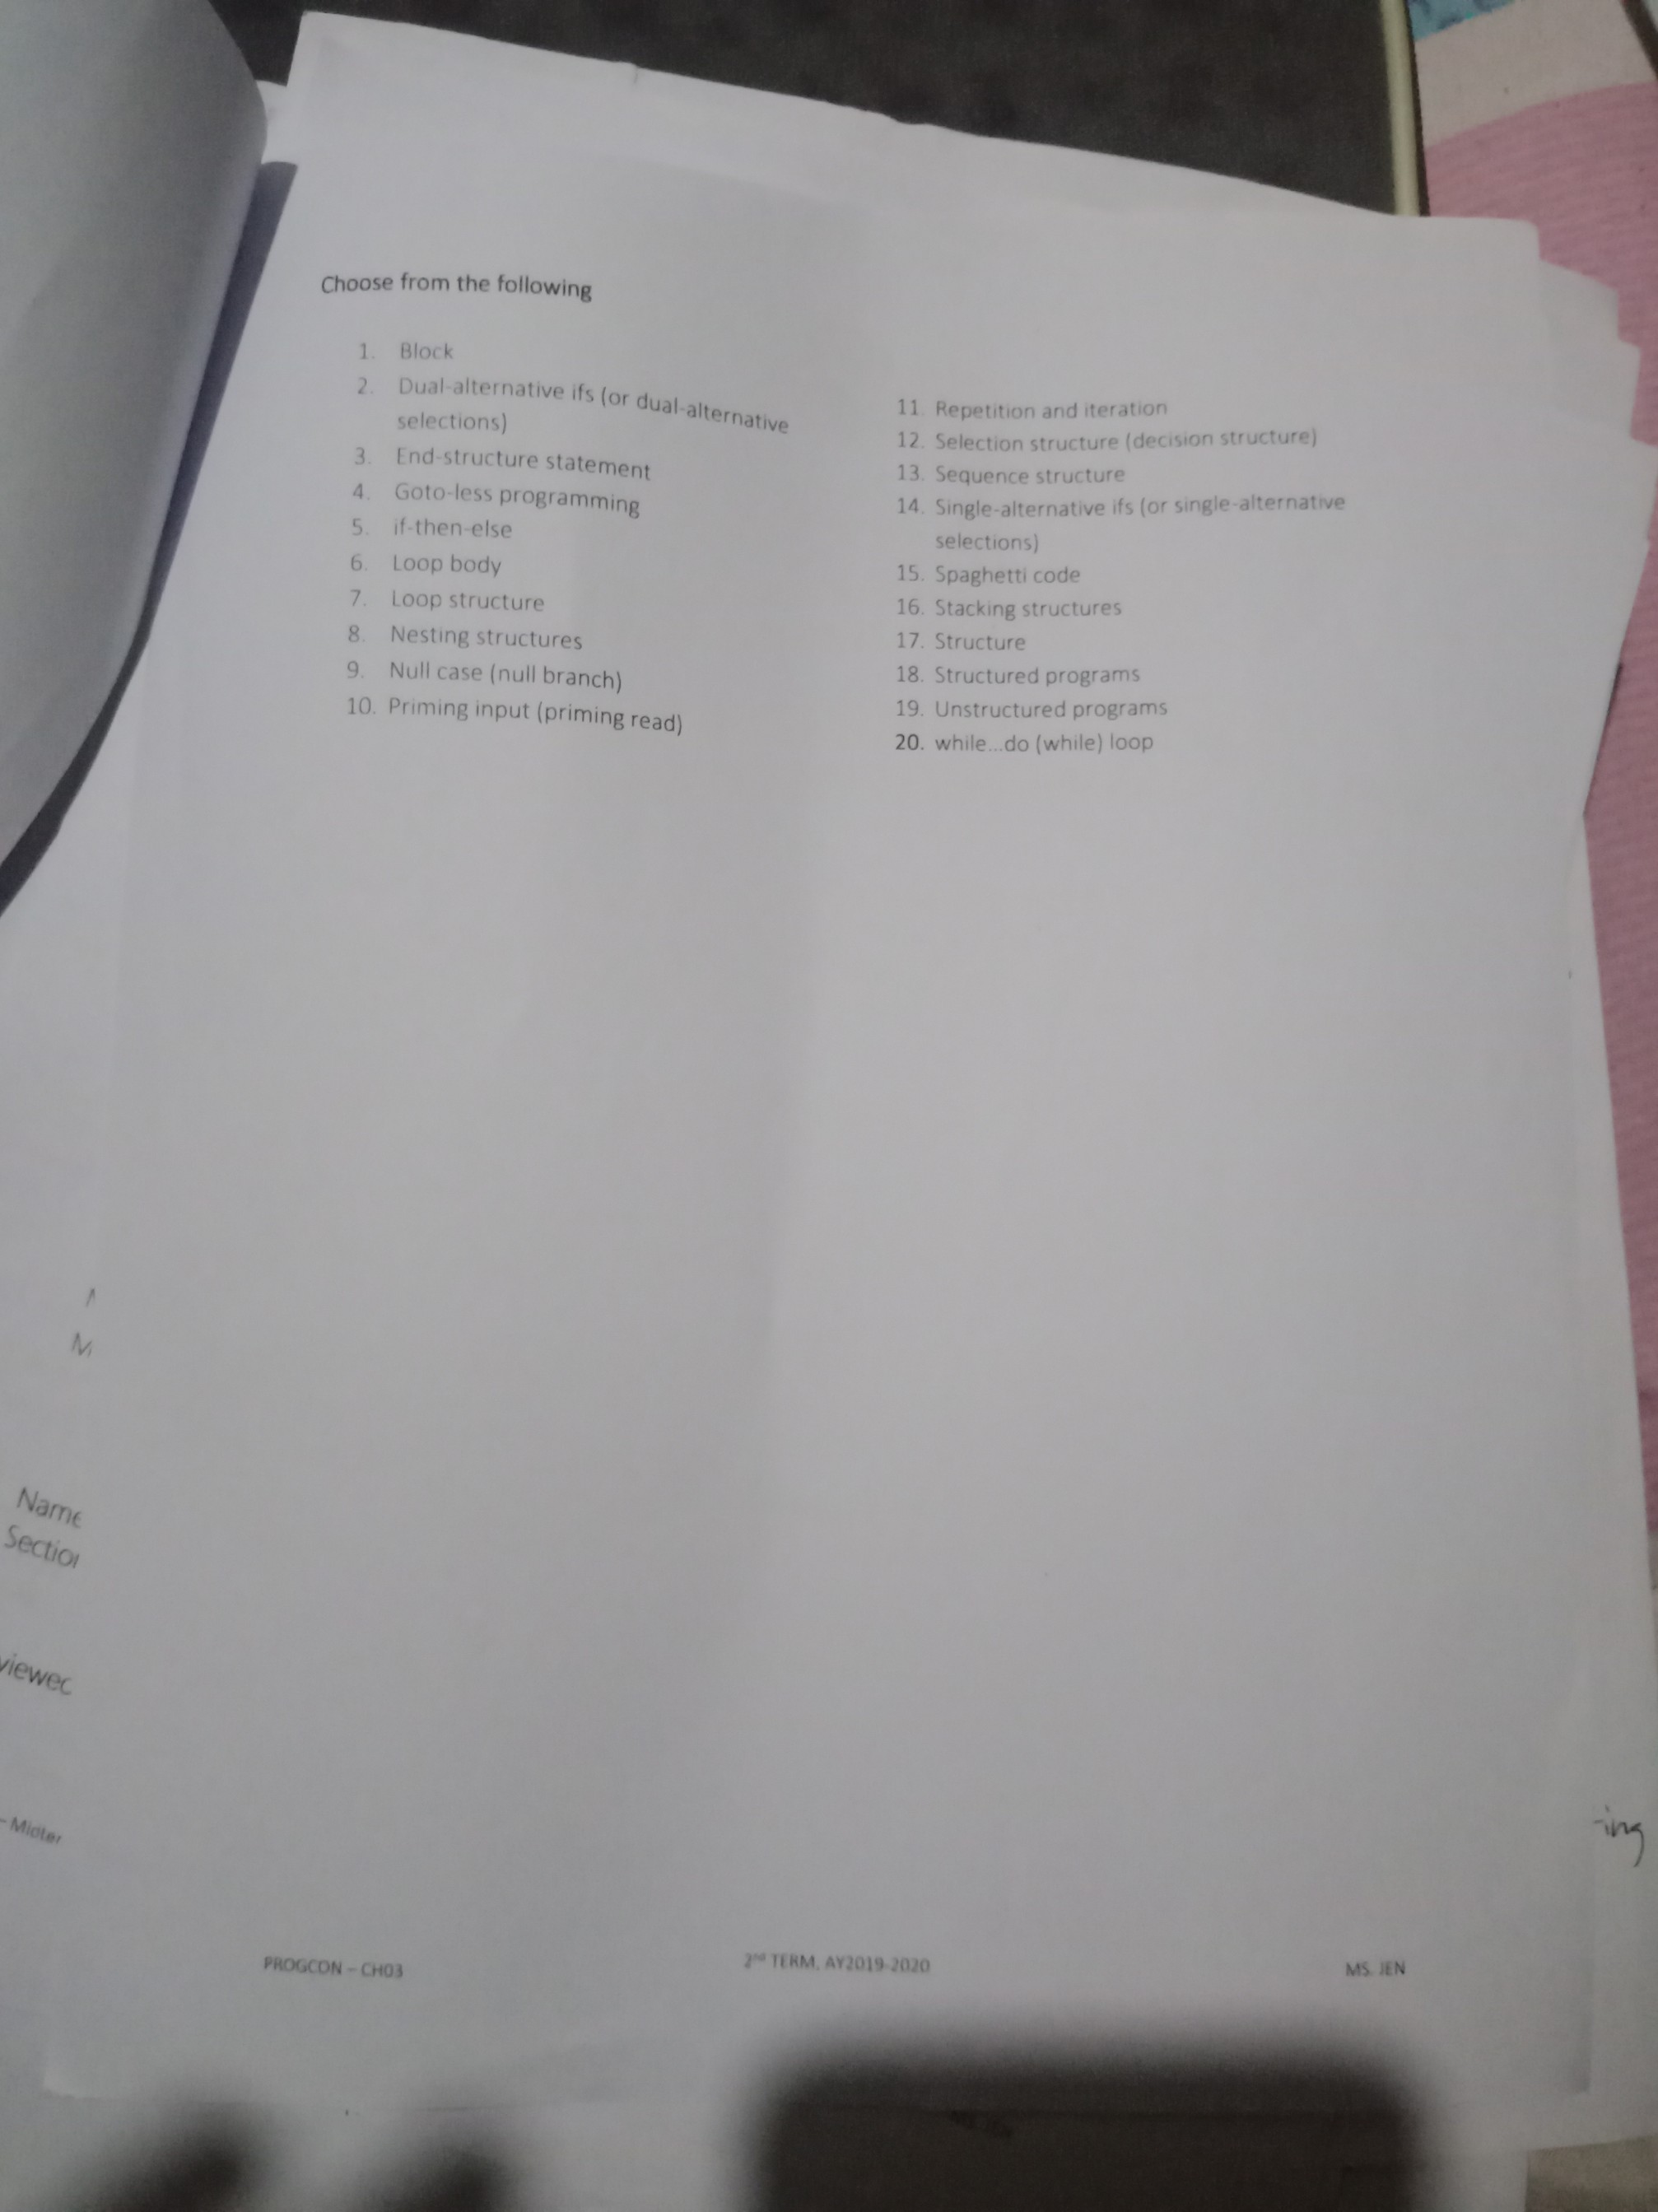 Choose from the following
1. Block
2. Dual-alternative ifs (or dual-alternative
selections)
3. End-structure statement
4. Goto-less programming
5. if-then-else
6. Loop body
7. Loop structure
8. Nesting structures
9. Null case (null branch)
10. Priming input (priming read)
11. Repetition and iteration
12. Selection structure (decision structure)
13. Sequence structure
14. Single-alternative ifs (or single-alternative
selections)
15. Spaghetti code
16. Stacking structures
17. Structure
18. Structured programs
19. Unstructured programs
20. while...do (while) loop
Name
Section
viewed
– Midter
ing
PROGCON – CH03
2nd TERM, AY2019-2020
MS. JEN